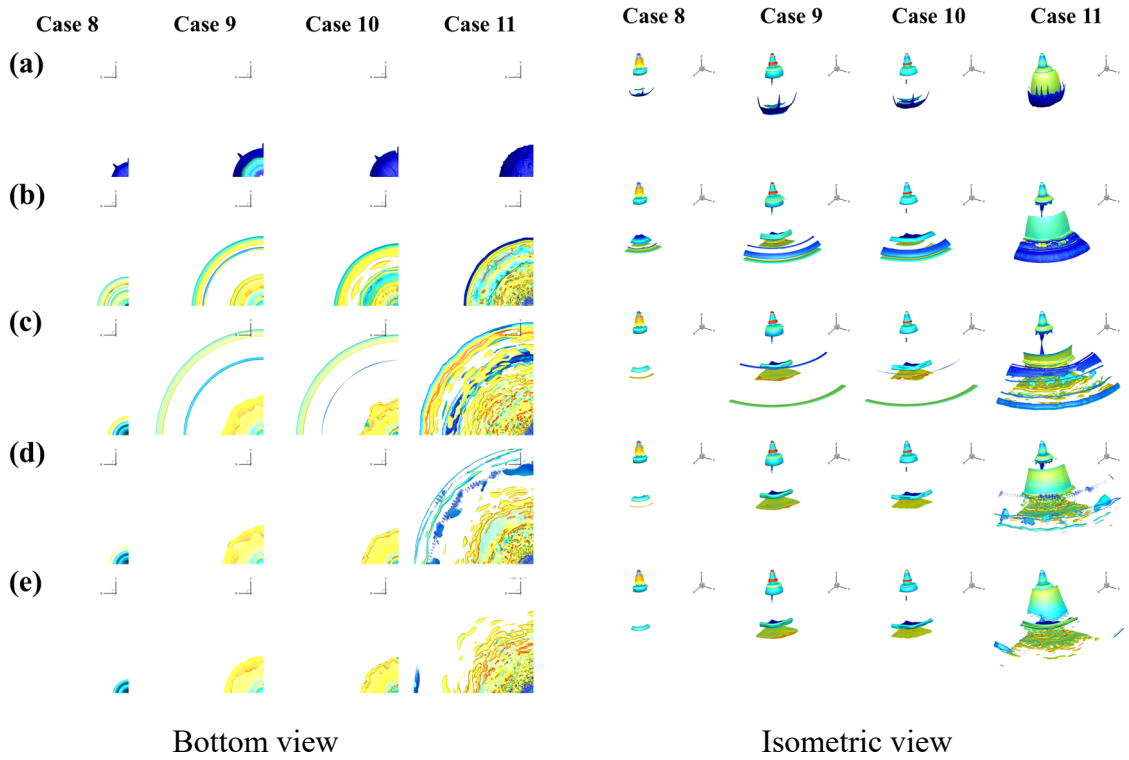 Case 8 Case 9 Case 10 Case 11 Case 8 Case 9 Case 10 Case 11
(a)
(b)
(c)
(d)
(e)
Bottom view Isometric view